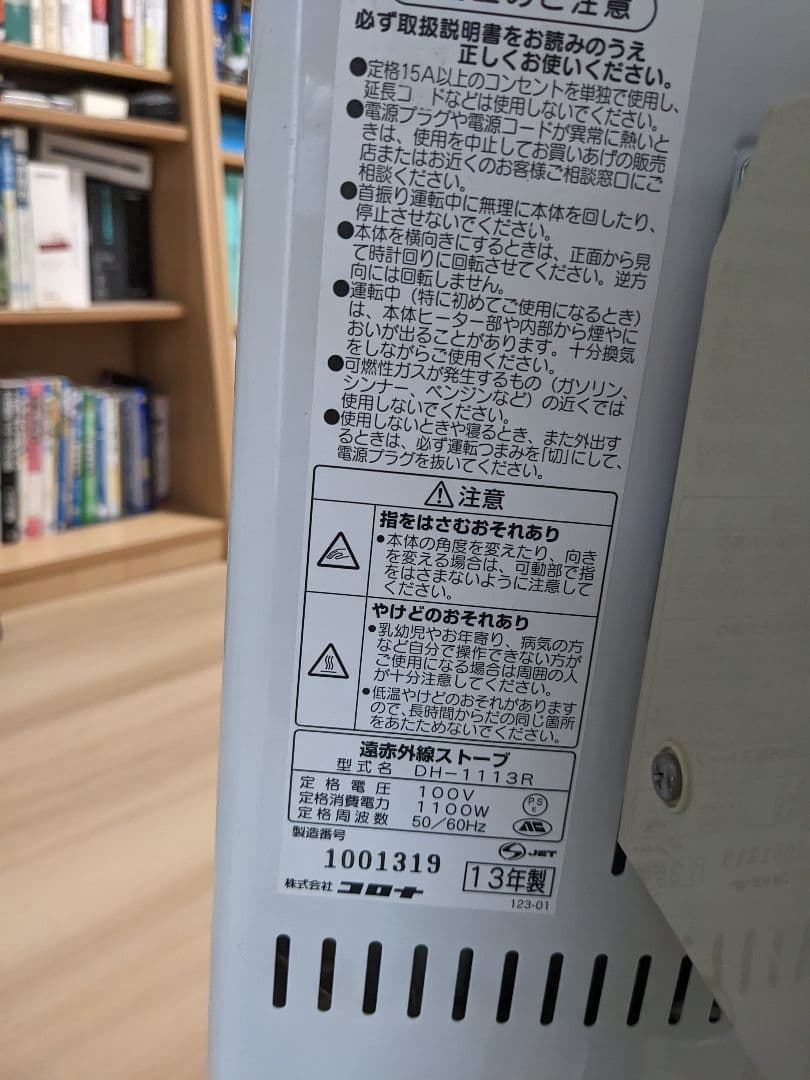 のご注意
必ず取扱説明書をお読みのうえ
正しくお使いください。
●定格15A以上のコンセントを単独で使用し、
延長コードなどは使用しないでください。
●電源プラグや電源コードが異常に熱いと
きは、使用を中止してお買いあげの販売
店またはお近くのお客様ご相談窓口にご
相談ください。
●首振り運転中に無理に本体を回したり、
停止させないでください。
●本体を横向きにするときは、正面から見
て時計回りに回転させてください。逆方
向には回転しません。
●運転中（特に初めてご使用になるとき）
は、本体ヒーター部や内部から煙やに
おいが出ることがあります。十分換気
をしながらご使用ください。
●可燃性ガスが発生するもの（ガソリン、
シンナー、ベンジンなど）の近くでは
使用しないでください。
●使用しないときや寝るとき、また外出す
るときは、必ず運転つまみを「切」にして、
電源プラグを抜いてください。
注意
指をはさむおそれあり
●本体の角度を変えたり、向き
を変える場合は、可動部で指
をはさまないように注意して
ください。
やけどのおそれあり
●乳幼児やお年寄り、病気の方
など自分で操作できない方が
ご使用になる場合は周囲の人
が十分注意してください。
●低温やけどのおそれがあります
ので、長時間からだの同じ箇所
をあたためないでください。
遠赤外線ストーブ
型式名 DH-1113R
定格電圧 100V
定格消費電力 1100W
定格周波数 50/60Hz
PS
E
製造番号
JET
1001319
13年製
株式会社 コロナ
123-01